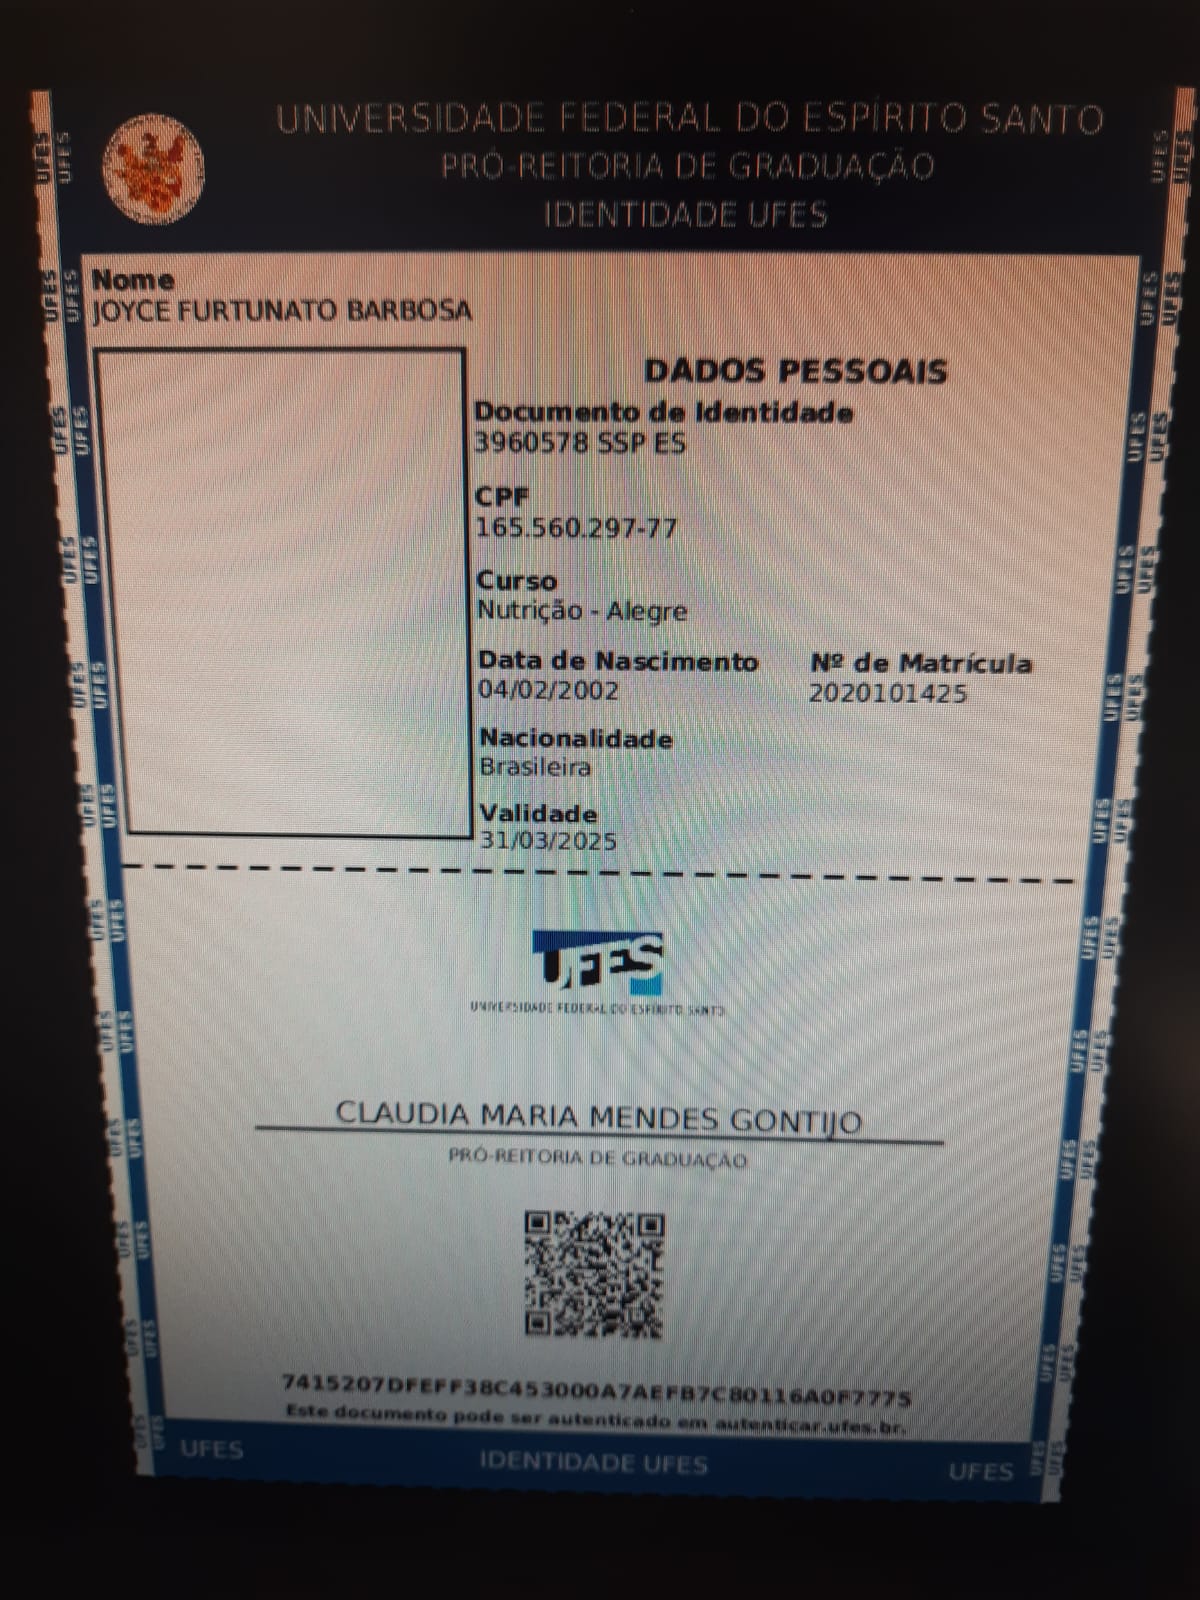 UNIVERSIDADE FEDERAL DO ESPÍRITO SANTO
PRÓ-REITORIA DE GRADUAÇÃO
IDENTIDADE UFES
Nome
JOYCE FURTUNATO BARBOSA
DADOS PESSOAIS
Documento de Identidade
3960578 SSP ES
CPF
165.560.297-77
Curso
Nutrição - Alegre
Data de Nascimento Nº de Matrícula
04/02/2002 2020101425
Nacionalidade
Brasileira
Validade
31/03/2025
UFES
UNIVERSIDADE FEDERAL DO ESPÍRITO SANTO
CLAUDIA MARIA MENDES GONTIJO
PRÓ-REITORIA DE GRADUAÇÃO
7415207DFEFF38C453000A7AEFB7C80116A0F7775
Este documento pode ser autenticado em autenticar.ufes.br.
UFES IDENTIDADE UFES UFES